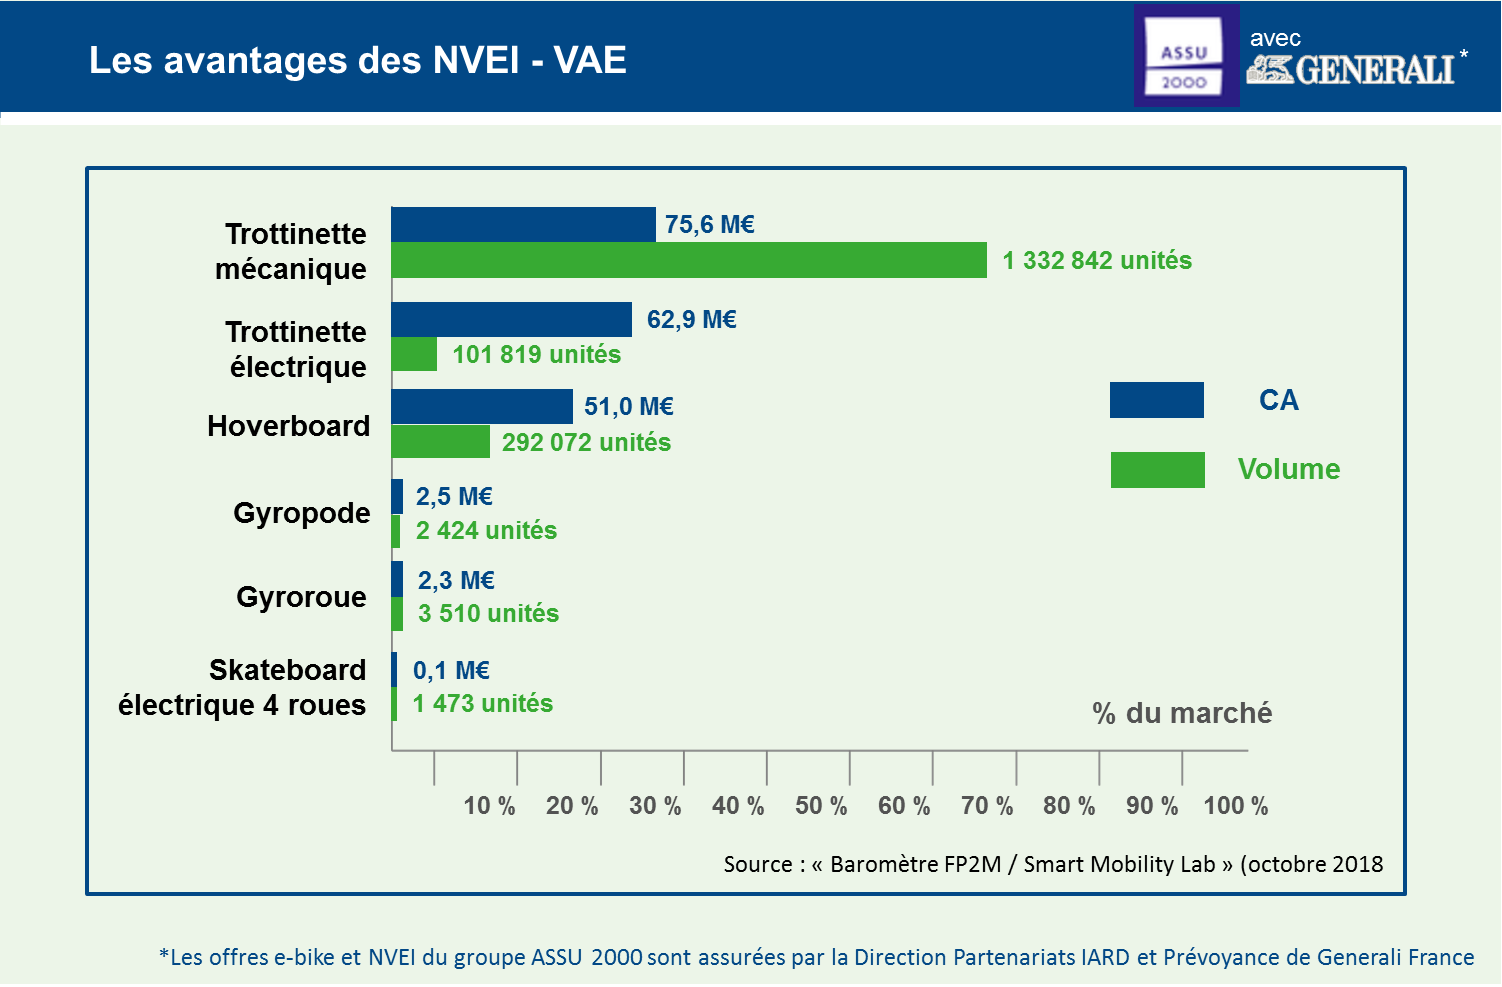 Les avantages des NVEI - VAE
ASSU
2000
avec
GENERALI *
Trottinette
mécanique
75,6 M€
1 332 842 unités
Trottinette
électrique
62,9 M€
101 819 unités
Hoverboard
51,0 M€
292 072 unités
Gyropode
2,5 M€
2 424 unités
Gyroroue
2,3 M€
3 510 unités
Skateboard
électrique 4 roues
0,1 M€
1 473 unités
CA
Volume
% du marché
10 % 20 % 30 % 40 % 50 % 60 % 70 % 80 % 90 % 100 %
Source : « Baromètre FP2M / Smart Mobility Lab » (octobre 2018
*Les offres e-bike et NVEI du groupe ASSU 2000 sont assurées par la Direction Partenariats IARD et Prévoyance de Generali France